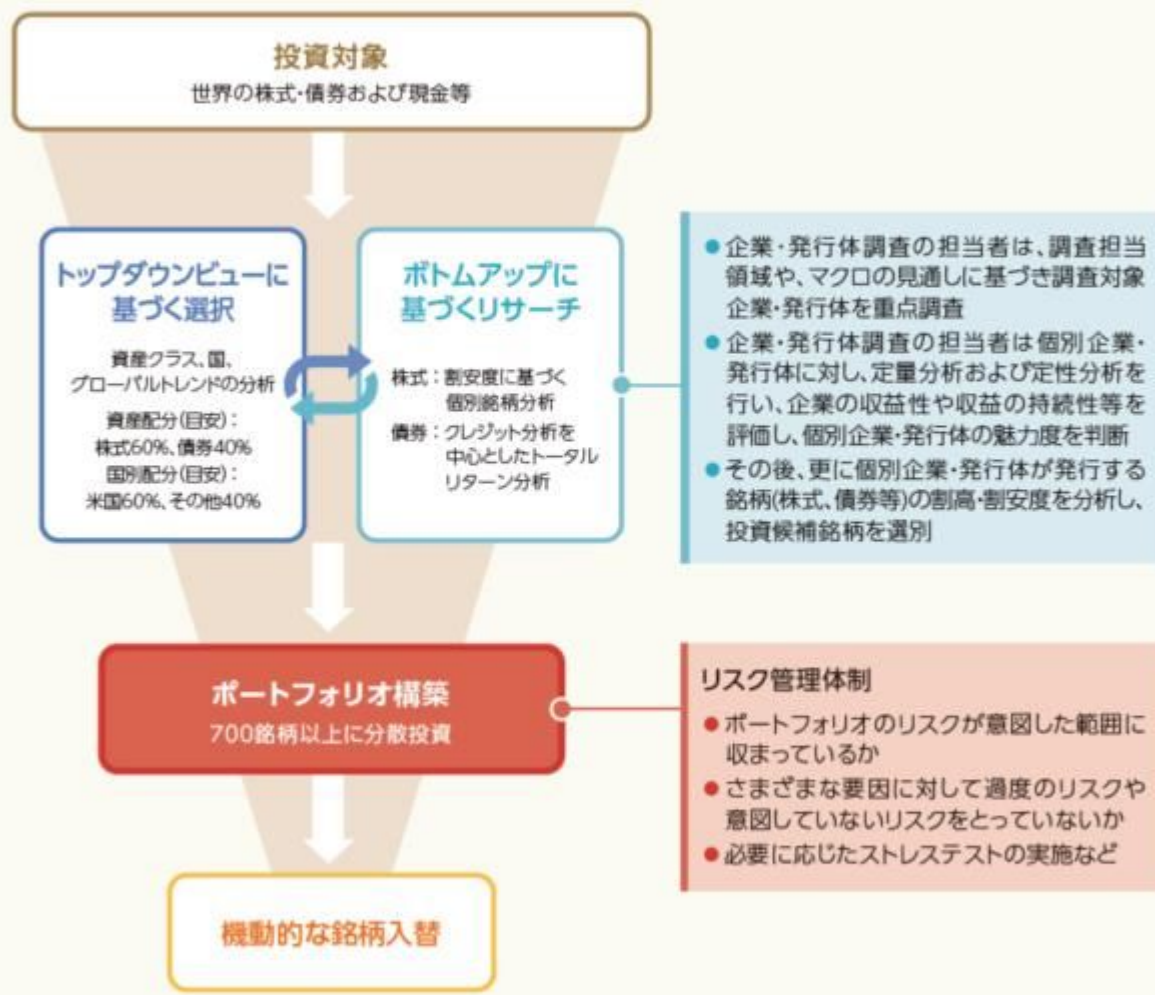 投資対象
世界の株式・債券および現金等
トップダウンビューに
基づく選択
資産クラス、国、
グローバルトレンドの分析
資産配分(目安)：
株式60%、債券40%
国別配分(目安)：
米国60%、その他40%
ボトムアップに
基づくリサーチ
株式：割安度に基づく
個別銘柄分析
債券：クレジット分析を
中心としたトータル
リターン分析
●企業・発行体調査の担当者は、調査担当
領域や、マクロの見通しに基づき調査対象
企業・発行体を重点調査
●企業・発行体調査の担当者は個別企業・
発行体に対し、定量分析および定性分析を
行い、企業の収益性や収益の持続性等を
評価し、個別企業・発行体の魅力度を判断
●その後、更に個別企業・発行体が発行する
銘柄(株式、債券等)の割高・割安度を分析し、
投資候補銘柄を選別
ポートフォリオ構築
700銘柄以上に分散投資
リスク管理体制
●ポートフォリオのリスクが意図した範囲に
収まっているか
●さまざまな要因に対して過度のリスクや
意図していないリスクをとっていないか
●必要に応じたストレステストの実施など
機動的な銘柄入替